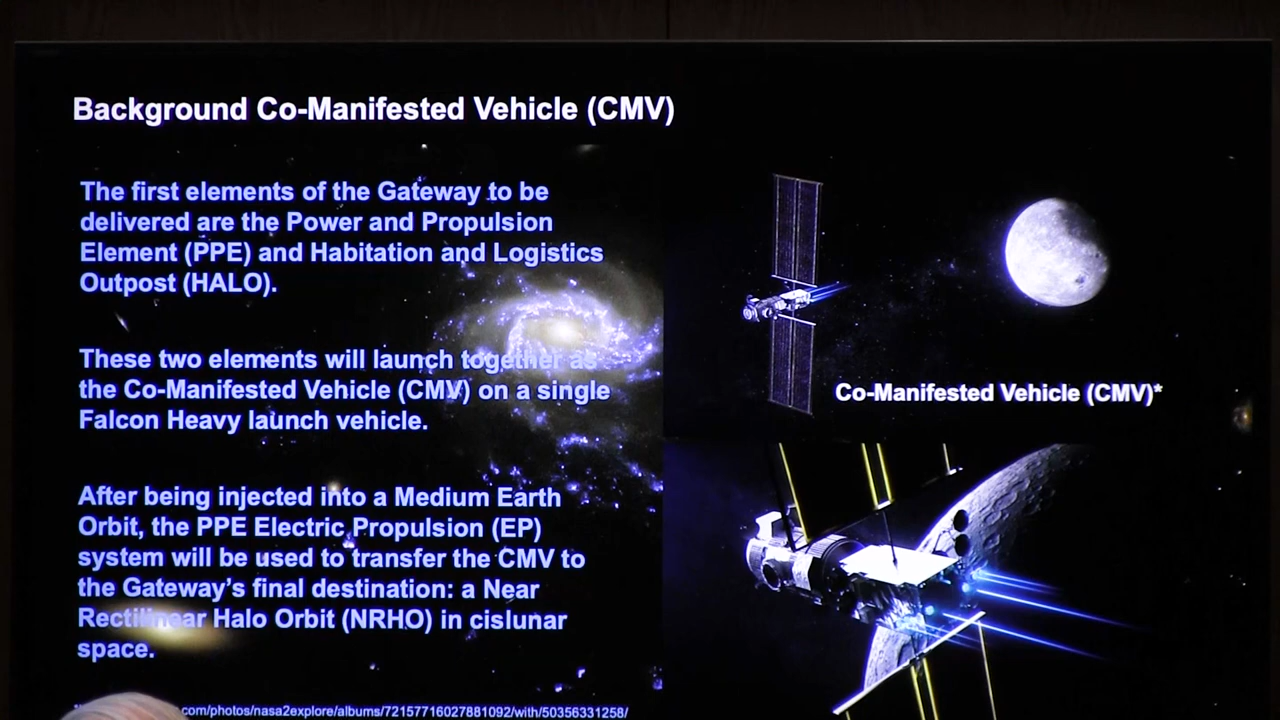 Background Co-Manifested Vehicle (CMV)
The first elements of the Gateway to be
delivered are the Power and Propulsion
Element (PPE) and Habitation and Logistics
Outpost (HALO).
These two elements will launch together as
the Co-Manifested Vehicle (CMV) on a single
Falcon Heavy launch vehicle.
After being injected into a Medium Earth
Orbit, the PPE Electric Propulsion (EP)
system will be used to transfer the CMV to
the Gateway’s final destination: a Near
Rectilinear Halo Orbit (NRHO) in cislunar
space.
Co-Manifested Vehicle (CMV)*
com/photos/nasa2explore/albums/72157716027881092/with/50356331258/